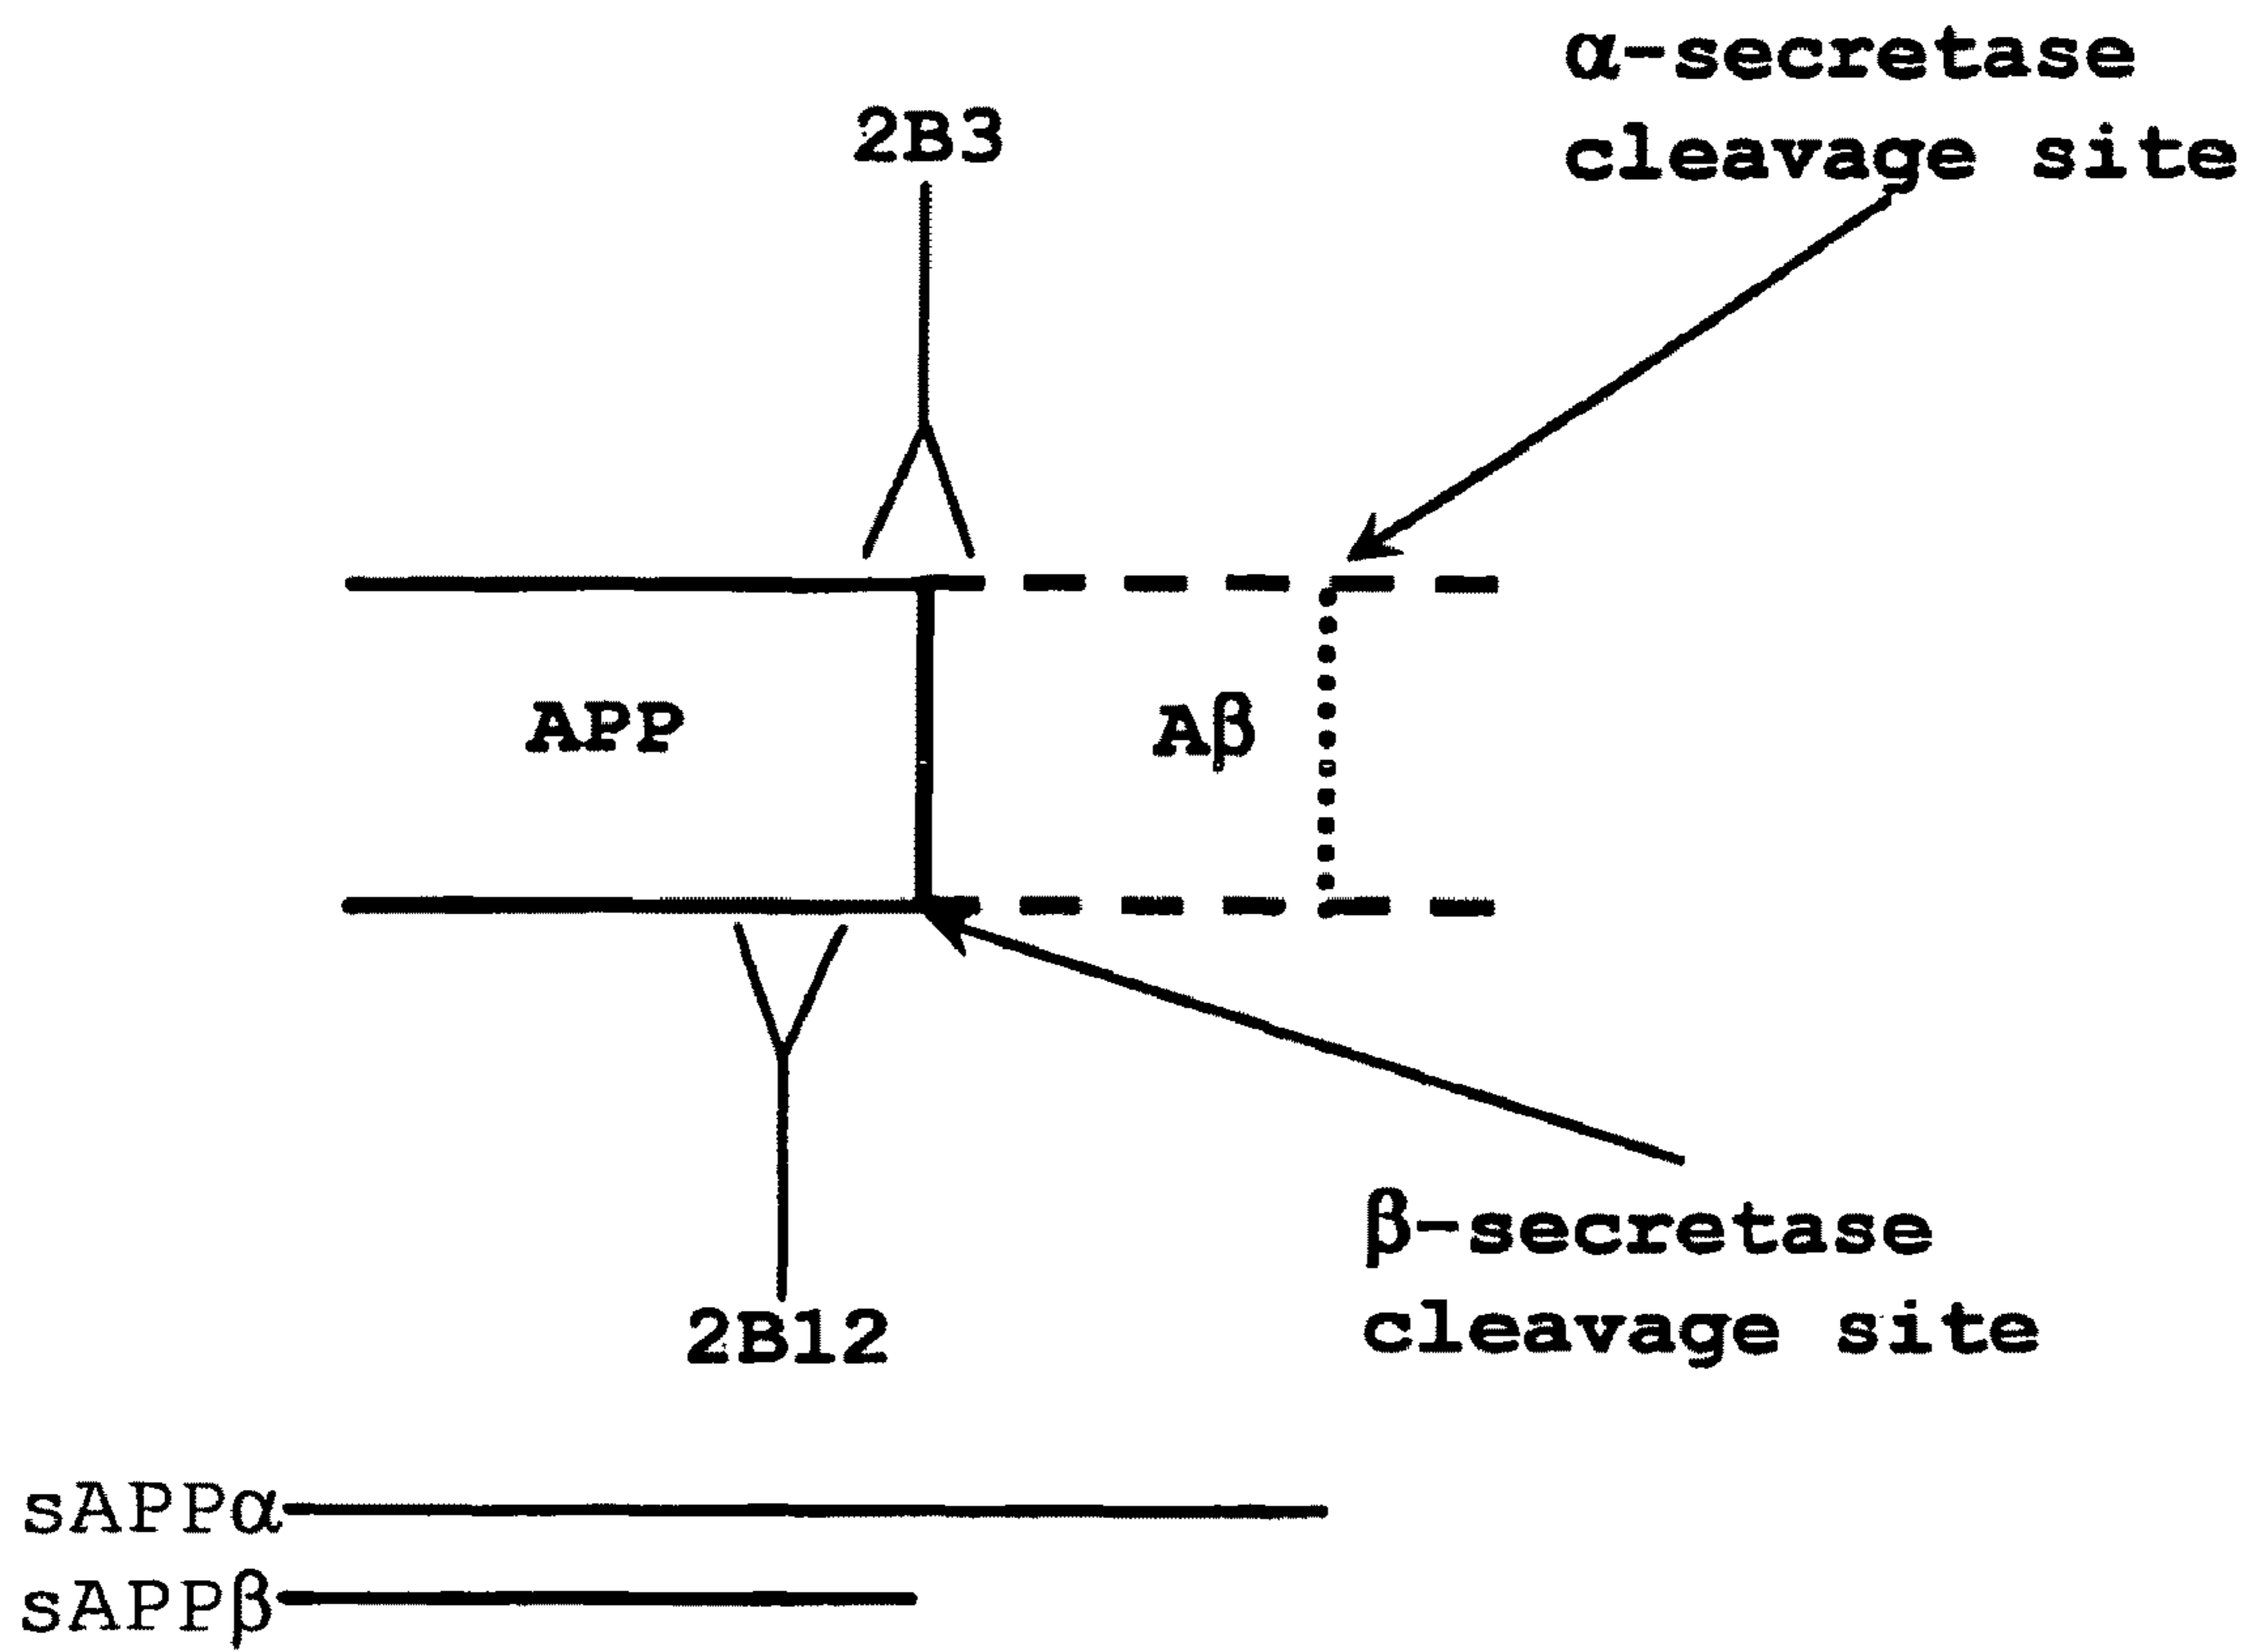 α-secretase
cleavage site
2B3
APP
Aβ
2B12
β-secretase
cleavage site
sAPPα
sAPPβ